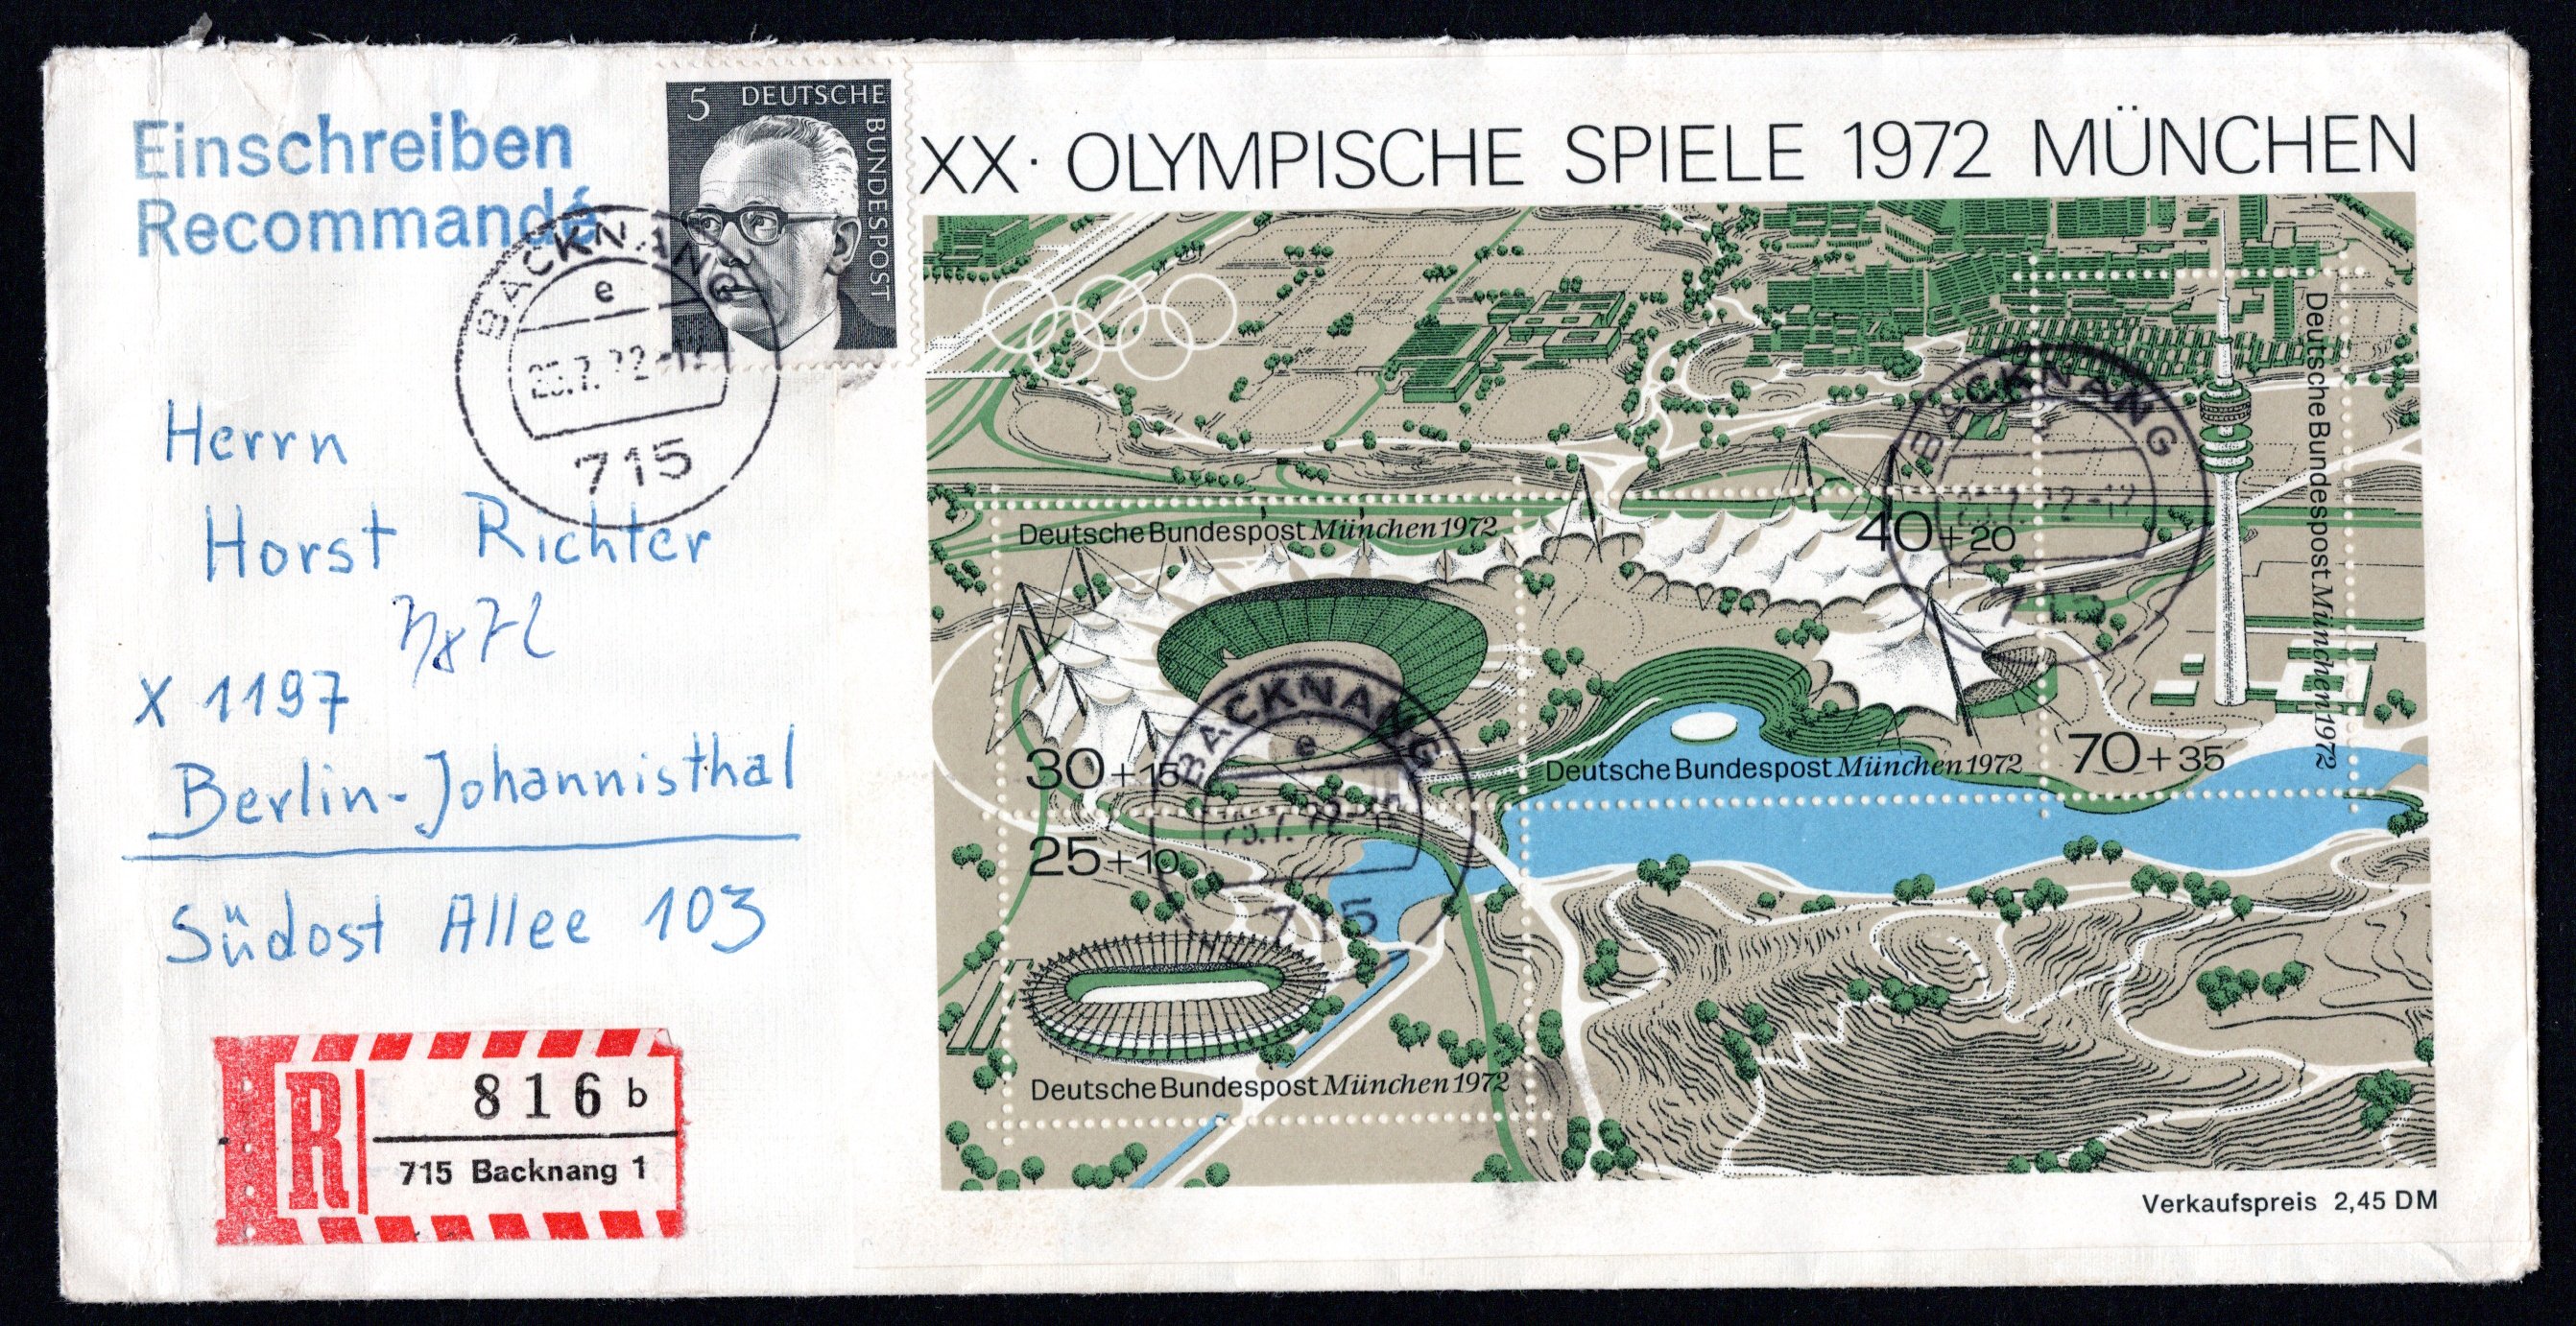 Einschreiben
Recommandé
5 DEUTSCHE
BUNDESPOST
BACKNANG
e
715
XX. OLYMPISCHE SPIELE 1972 MÜNCHEN
Herrn
Horst Richter
X 1197
Berlin-Johannisthal
Südost Allee 103
R
816 b
715 Backnang 1
Deutsche Bundespost München 1972
40+20
BACKNANG
715
Deutsche Bundespost München 1972
30+15
BACKNANG
e
715
Deutsche Bundespost München 1972
70+35
25+10
Deutsche Bundespost München 1972
Verkaufspreis 2,45 DM